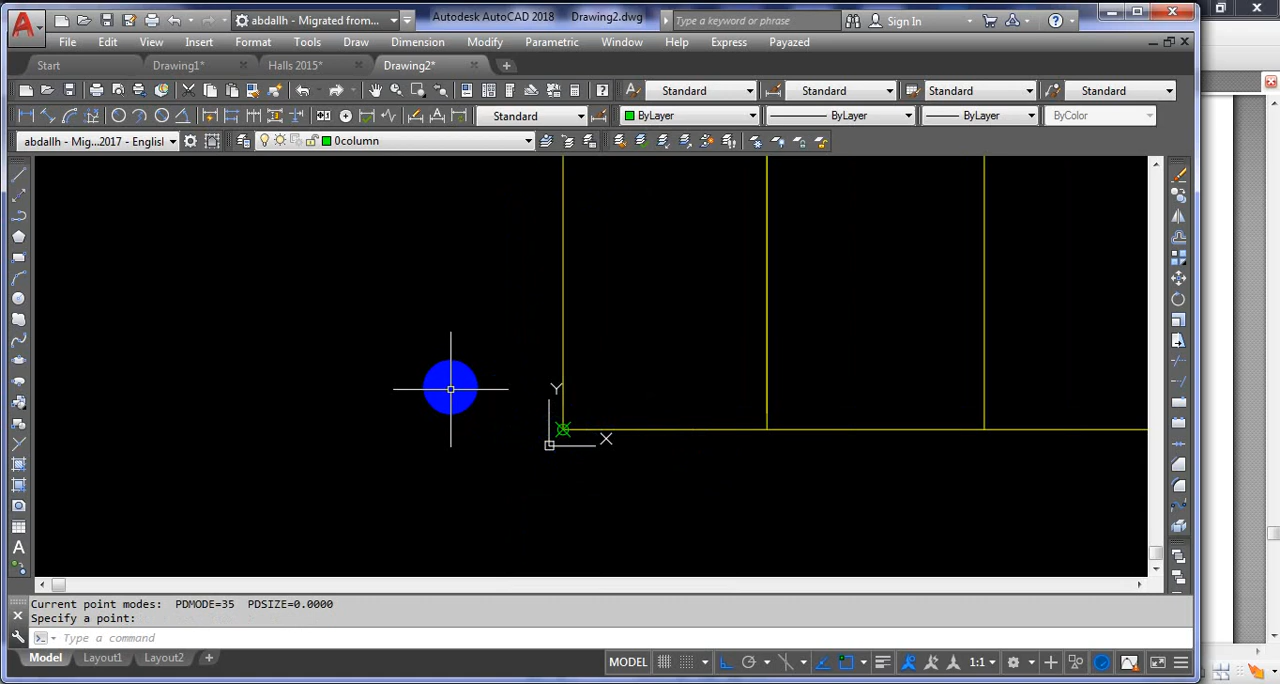 abdallh - Migrated from...
Autodesk AutoCAD 2018 Drawing2.dwg
Type a keyword or phrase
Sign In
File Edit View Insert Format Tools Draw Dimension Modify Parametric Window Help Express Payazed
Start Drawing1* Halls 2015* Drawing2*
Standard Standard Standard Standard
Standard ByLayer ByLayer ByLayer ByColor
abdallh - Mig...2017 - Englisl 0column
Y
X
Current point modes: PDMODE=35 PDSIZE=0.0000
Specify a point:
Type a command
Model Layout1 Layout2 MODEL 1:1